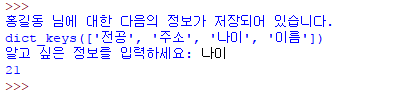 >>>
홍길동 님에 대한 다음의 정보가 저장되어 있습니다.
dict_keys(['전공', '주소', '나이', '이름'])
알고 싶은 정보를 입력하세요: 나이
21
>>>